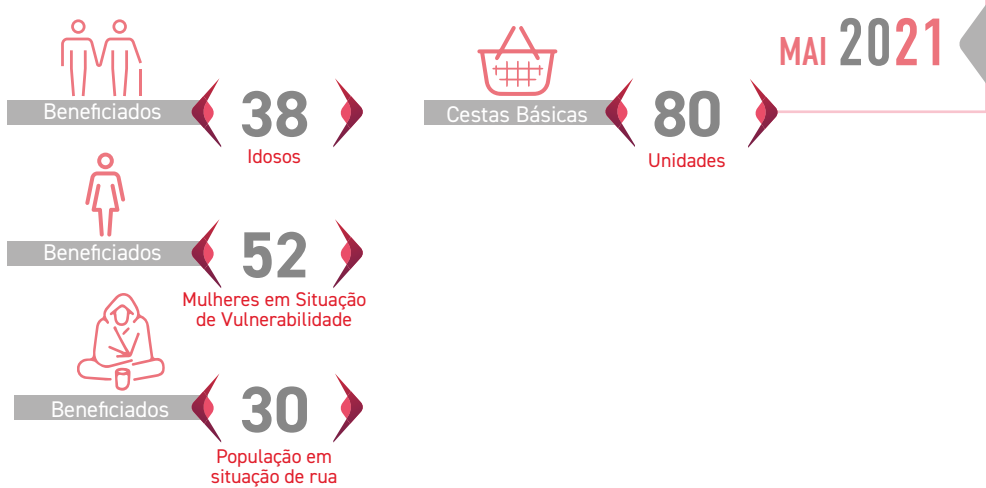 MAI 2021
Beneficiados
38
Idosos
Cestas Básicas
80
Unidades
Beneficiados
52
Mulheres em Situação
de Vulnerabilidade
Beneficiados
30
População em
situação de rua